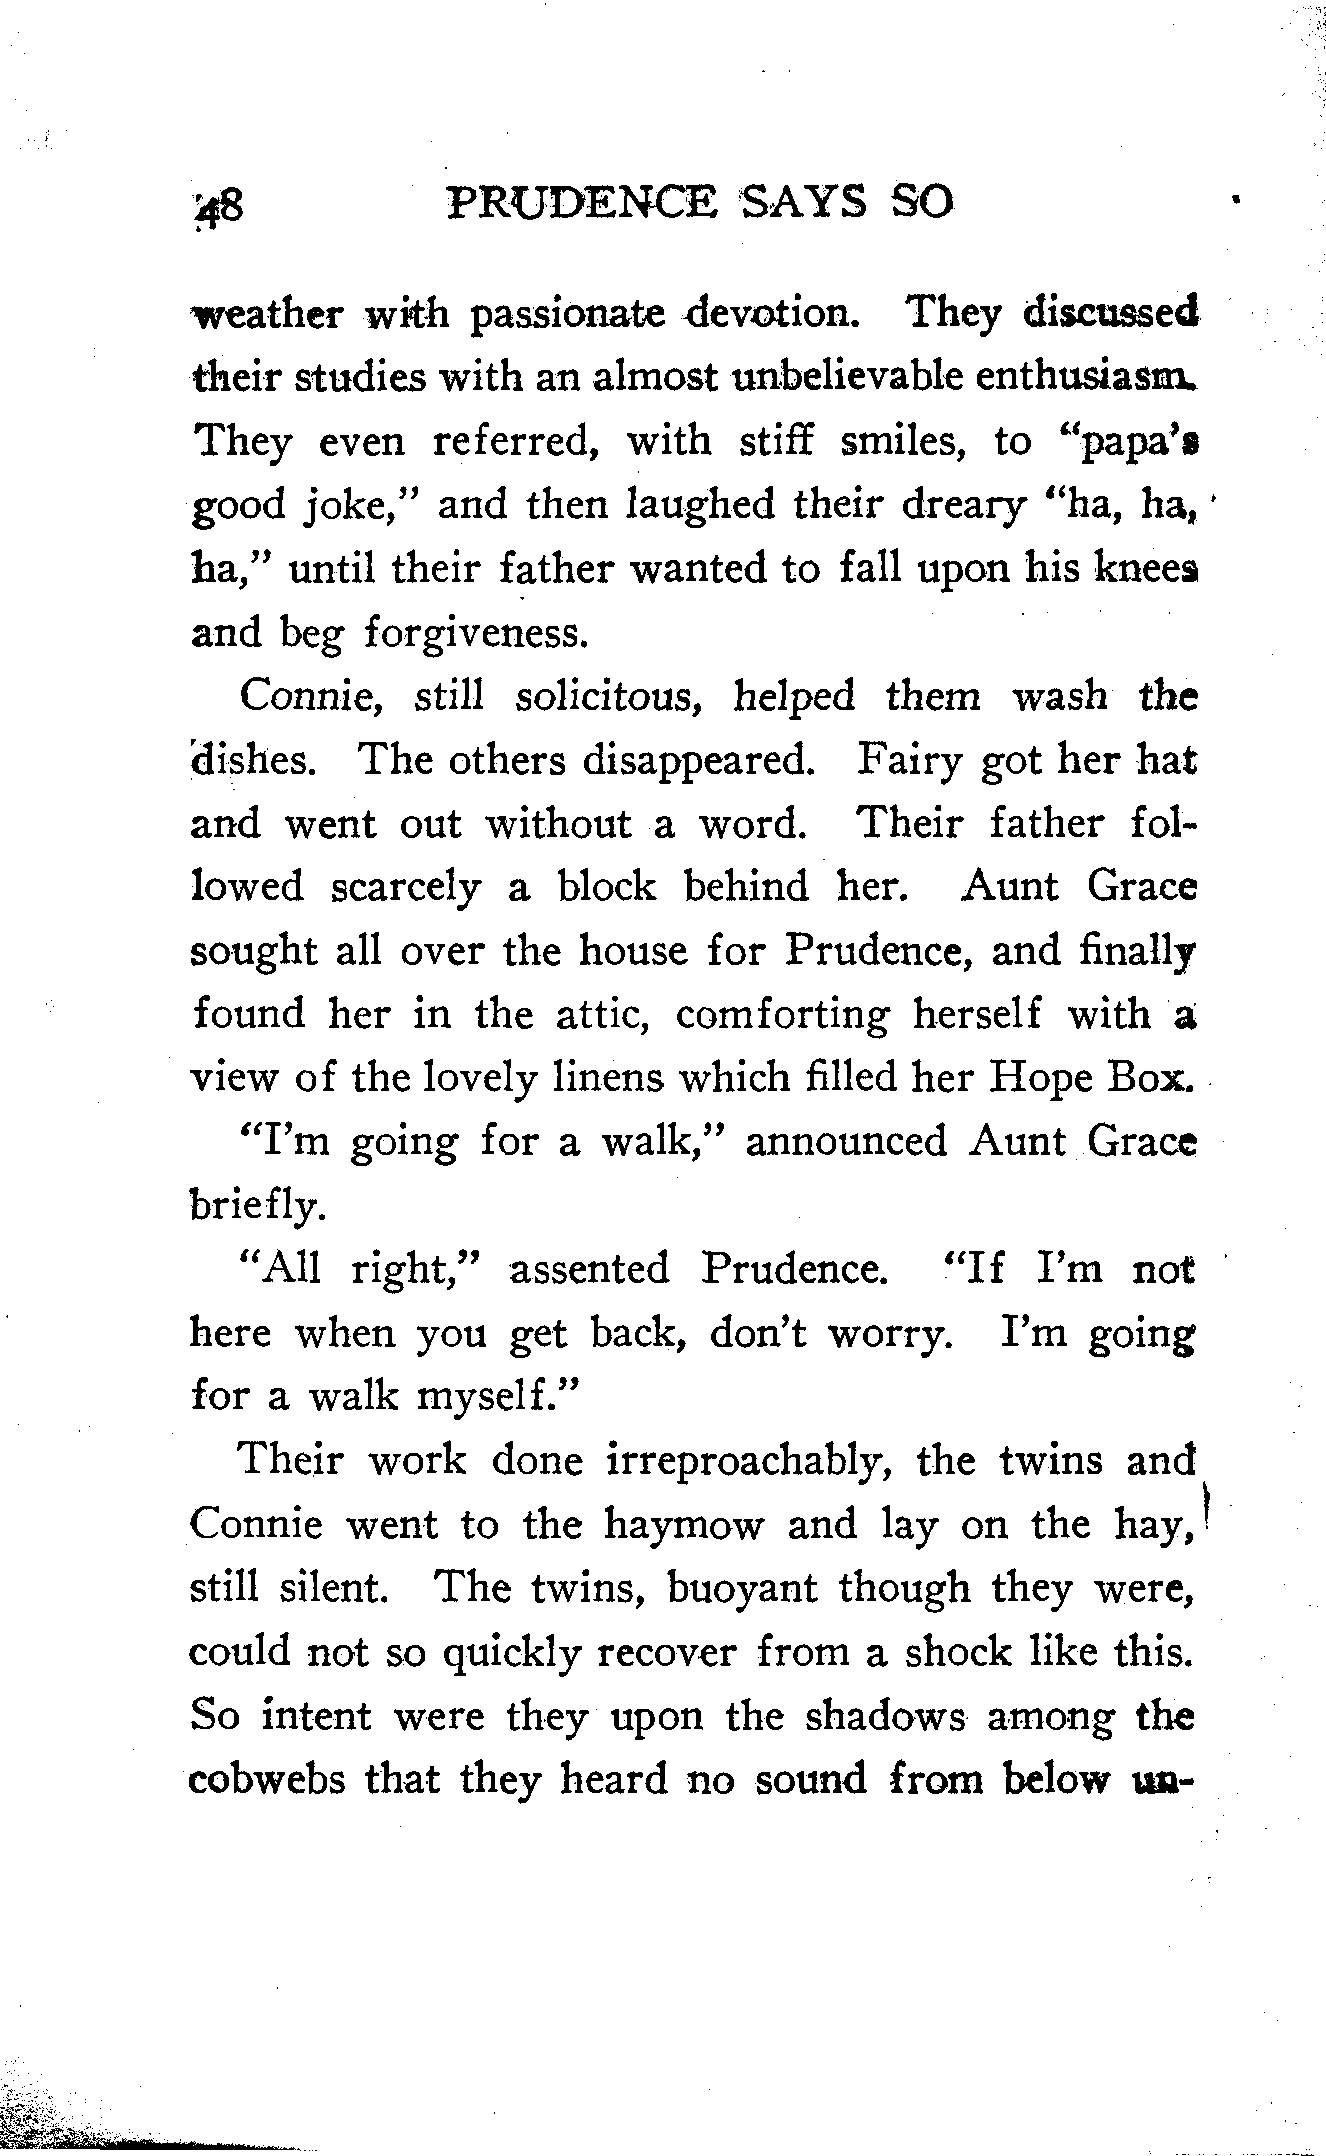 48 PRUDENCE SAYS SO
weather with passionate devotion. They discussed
their studies with an almost unbelievable enthusiasm.
They even referred, with stiff smiles, to “papa’s
good joke,” and then laughed their dreary “ha, ha,
ha,” until their father wanted to fall upon his knees
and beg forgiveness.
Connie, still solicitous, helped them wash the
dishes. The others disappeared. Fairy got her hat
and went out without a word. Their father fol-
lowed scarcely a block behind her. Aunt Grace
sought all over the house for Prudence, and finally
found her in the attic, comforting herself with a
view of the lovely linens which filled her Hope Box.
“I’m going for a walk,” announced Aunt Grace
briefly.
“All right,” assented Prudence. “If I’m not
here when you get back, don’t worry. I’m going
for a walk myself.”
Their work done irreproachably, the twins and
Connie went to the haymow and lay on the hay,
still silent. The twins, buoyant though they were,
could not so quickly recover from a shock like this.
So intent were they upon the shadows among the
cobwebs that they heard no sound from below un-